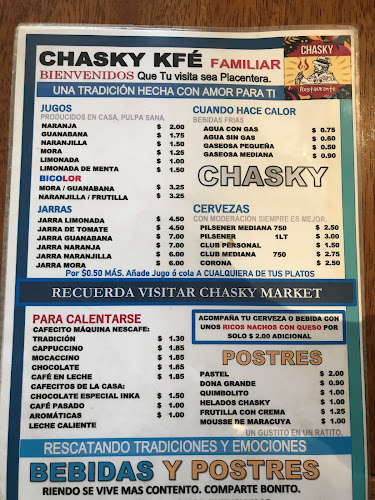 CHASKY KFÉ FAMILIAR
BIENVENIDOS Que Tu visita sea Placentera.
CHASKY
Restaurante
UNA TRADICIÓN HECHA CON AMOR PARA TI
JUGOS
PRODUCIDOS EN CASA, PULPA SANA.
NARANJA $ 2.00
GUANABANA $ 1.75
NARANJILLA $ 1.50
MORA $ 1.25
LIMONADA $ 1.00
LIMONADA DE MENTA $ 1.50
BICOLOR
MORA / GUANABANA $ 3.25
NARANJILLA / FRUTILLA $ 3.25
JARRAS
JARRA LIMONADA $ 4.50
JARRA DE TOMATE $ 4.50
JARRA GUANABANA $ 7.00
JARRA NARANJA $ 7.00
JARRA NARANJILLA $ 6.00
JARRA MORA $ 6.00
CUANDO HACE CALOR
BEBIDAS FRIAS
AGUA CON GAS $ 0.75
AGUA SIN GAS $ 0.60
GASEOSA PEQUEÑA $ 0.50
GASEOSA MEDIANA $ 0.90
CHASKY
CERVEZAS
CON MODERACIÓN SIEMPRE ES MEJOR.
PILSENER MEDIANA 750 $ 2.50
PILSENER 1LT $ 3.00
CLUB PERSONAL $ 1.50
CLUB MEDIANA 750 $ 2.75
CORONA $ 2.50
Por $0.50 MÁS. Añade Jugo ó cola A CUALQUIERA DE TUS PLATOS
RECUERDA VISITAR CHASKY MARKET
PARA CALENTARSE
CAFECITO MÁQUINA NESCAFE:
TRADICIÓN $ 1.30
CAPPUCCINO $ 1.85
MOCACCINO $ 1.85
CHOCOLATE $ 1.85
CAFÉ EN LECHE $ 1.85
CAFECITOS DE LA CASA:
CHOCOLATE ESPECIAL INKA $ 1.50
CAFÉ PASADO $ 1.00
AROMÁTICAS $ 1.00
LECHE CALIENTE
ACOMPAÑA TU CERVEZA O BEBIDA CON
UNOS RICOS NACHOS CON QUESO POR
SOLO $ 2.00 ADICIONAL
POSTRES
PASTEL $ 2.00
DONA GRANDE $ 0.90
QUIMBOLITO $ 1.00
HELADOS CHASKY $ 1.00
FRUTILLA CON CREMA $ 1.25
MOUSSE DE MARACUYA $ 1.00
UN GUSTITO EN UN RATITO.
RESCATANDO TRADICIONES Y EMOCIONES
BEBIDAS Y POSTRES
RIENDO SE VIVE MAS CONTENTO. COMPARTE BONITO.